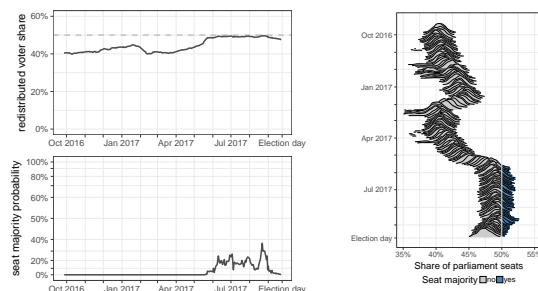 redistributed voter share
60%
40%
20%
0%
Oct 2016 Jan 2017 Apr 2017 Jul 2017 Election day
seat majority probability
100%
80%
60%
40%
20%
0%
Oct 2016 Jan 2017 Apr 2017 Jul 2017 Election day
Oct 2016
Jan 2017
Apr 2017
Jul 2017
Election day
35% 40% 45% 50% 55%
Share of parliament seats
Seat majority no yes